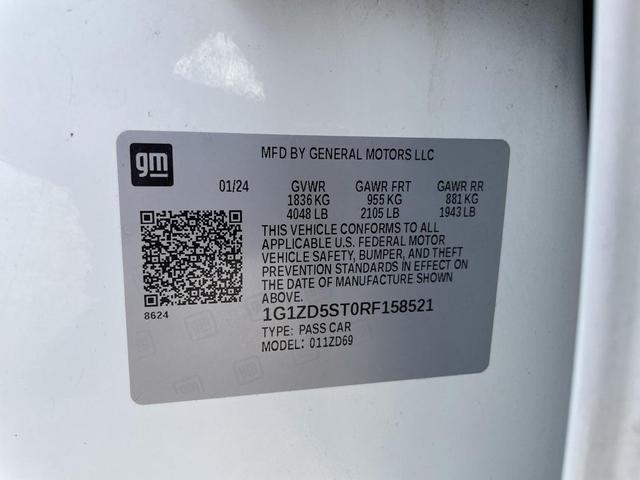 gm
MFD BY GENERAL MOTORS LLC
01/24 GVWR GAWR FRT GAWR RR
1836 KG 955 KG 881 KG
4048 LB 2105 LB 1943 LB
THIS VEHICLE CONFORMS TO ALL
APPLICABLE U.S. FEDERAL MOTOR
VEHICLE SAFETY, BUMPER, AND THEFT
PREVENTION STANDARDS IN EFFECT ON
THE DATE OF MANUFACTURE SHOWN
ABOVE.
8624
1G1ZD5ST0RF158521
TYPE: PASS CAR
MODEL: 011ZD69